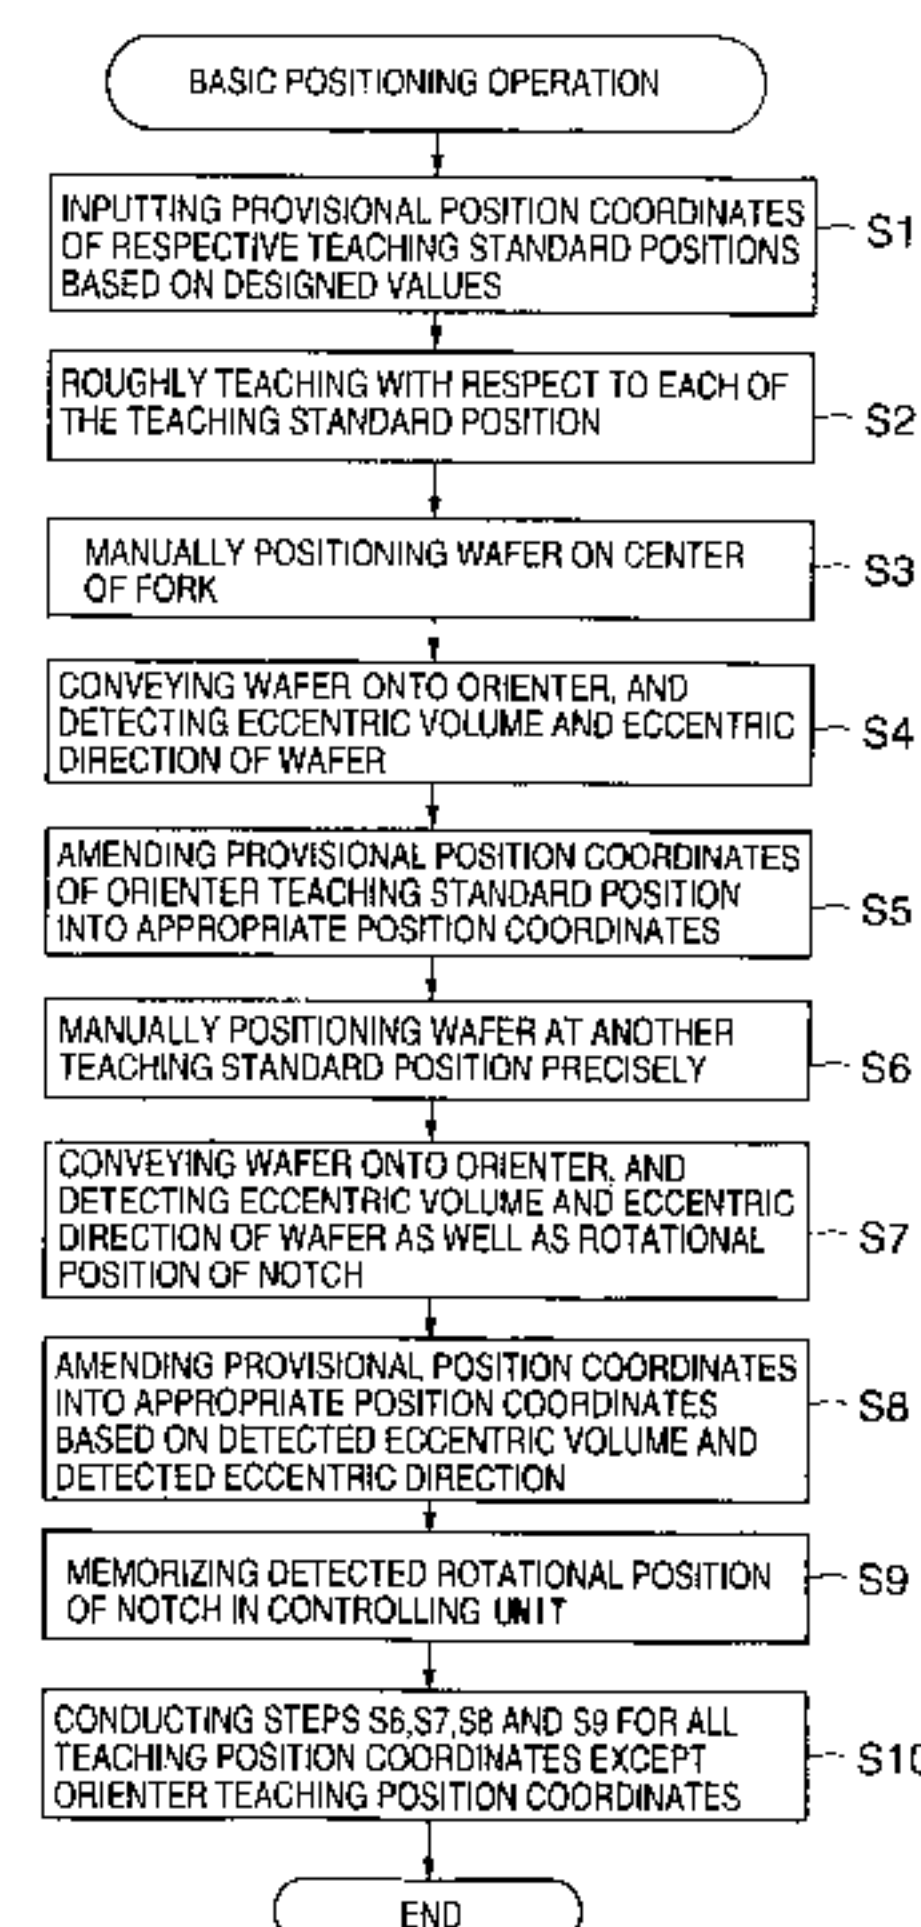 BASIC POSITIONING OPERATION
INPUTTING PROVISIONAL POSITION COORDINATES
OF RESPECTIVE TEACHING STANDARD POSITIONS
BASED ON DESIGNED VALUES
S1
ROUGHLY TEACHING WITH RESPECT TO EACH OF
THE TEACHING STANDARD POSITION
S2
MANUALLY POSITIONING WAFER ON CENTER
OF FORK
S3
CONVEYING WAFER ONTO ORIENTER, AND
DETECTING ECCENTRIC VOLUME AND ECCENTRIC
DIRECTION OF WAFER
S4
AMENDING PROVISIONAL POSITION COORDINATES
OF ORIENTER TEACHING STANDARD POSITION
INTO APPROPRIATE POSITION COORDINATES
S5
MANUALLY POSITIONING WAFER AT ANOTHER
TEACHING STANDARD POSITION PRECISELY
S6
CONVEYING WAFER ONTO ORIENTER, AND
DETECTING ECCENTRIC VOLUME AND ECCENTRIC
DIRECTION OF WAFER AS WELL AS ROTATIONAL
POSITION OF NOTCH
S7
AMENDING PROVISIONAL POSITION COORDINATES
INTO APPROPRIATE POSITION COORDINATES
BASED ON DETECTED ECCENTRIC VOLUME AND
DETECTED ECCENTRIC DIRECTION
S8
MEMORIZING DETECTED ROTATIONAL POSITION
OF NOTCH IN CONTROLLING UNIT
S9
CONDUCTING STEPS S6,S7,S8 AND S9 FOR ALL
TEACHING POSITION COORDINATES EXCEPT
ORIENTER TEACHING POSITION COORDINATES
S10
END